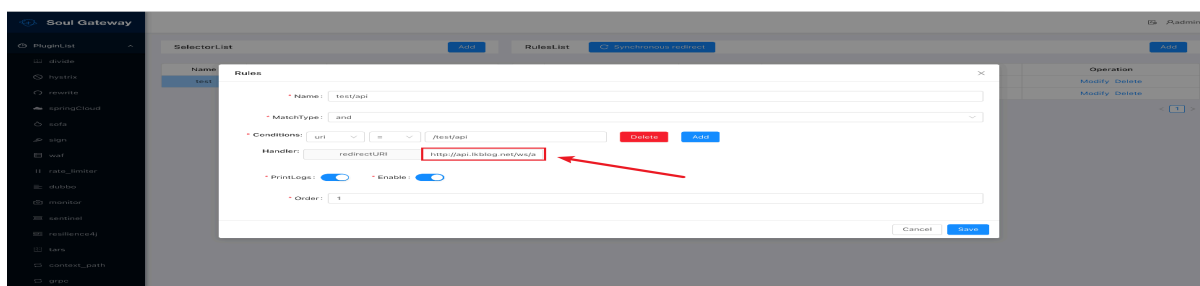 Soul Gateway
Radmin
PluginList
SelectorList Add RulesList Synchronous redirect Add
divide
Name Operation
hystrix
test Modify Delete
rewrite
Modify Delete
springCloud
1
sofa
sign
waf
rate_limiter
dubbo
monitor
sentinel
resilience4j
tars
context_path
grpc
Rules
* Name: test/api
* MatchType: and
* Conditions: uri = /test/api Delete Add
Handler: redirectURI http://api.lkblog.net/ws/a
* PrintLogs: * Enable:
* Order: 1
Cancel Save